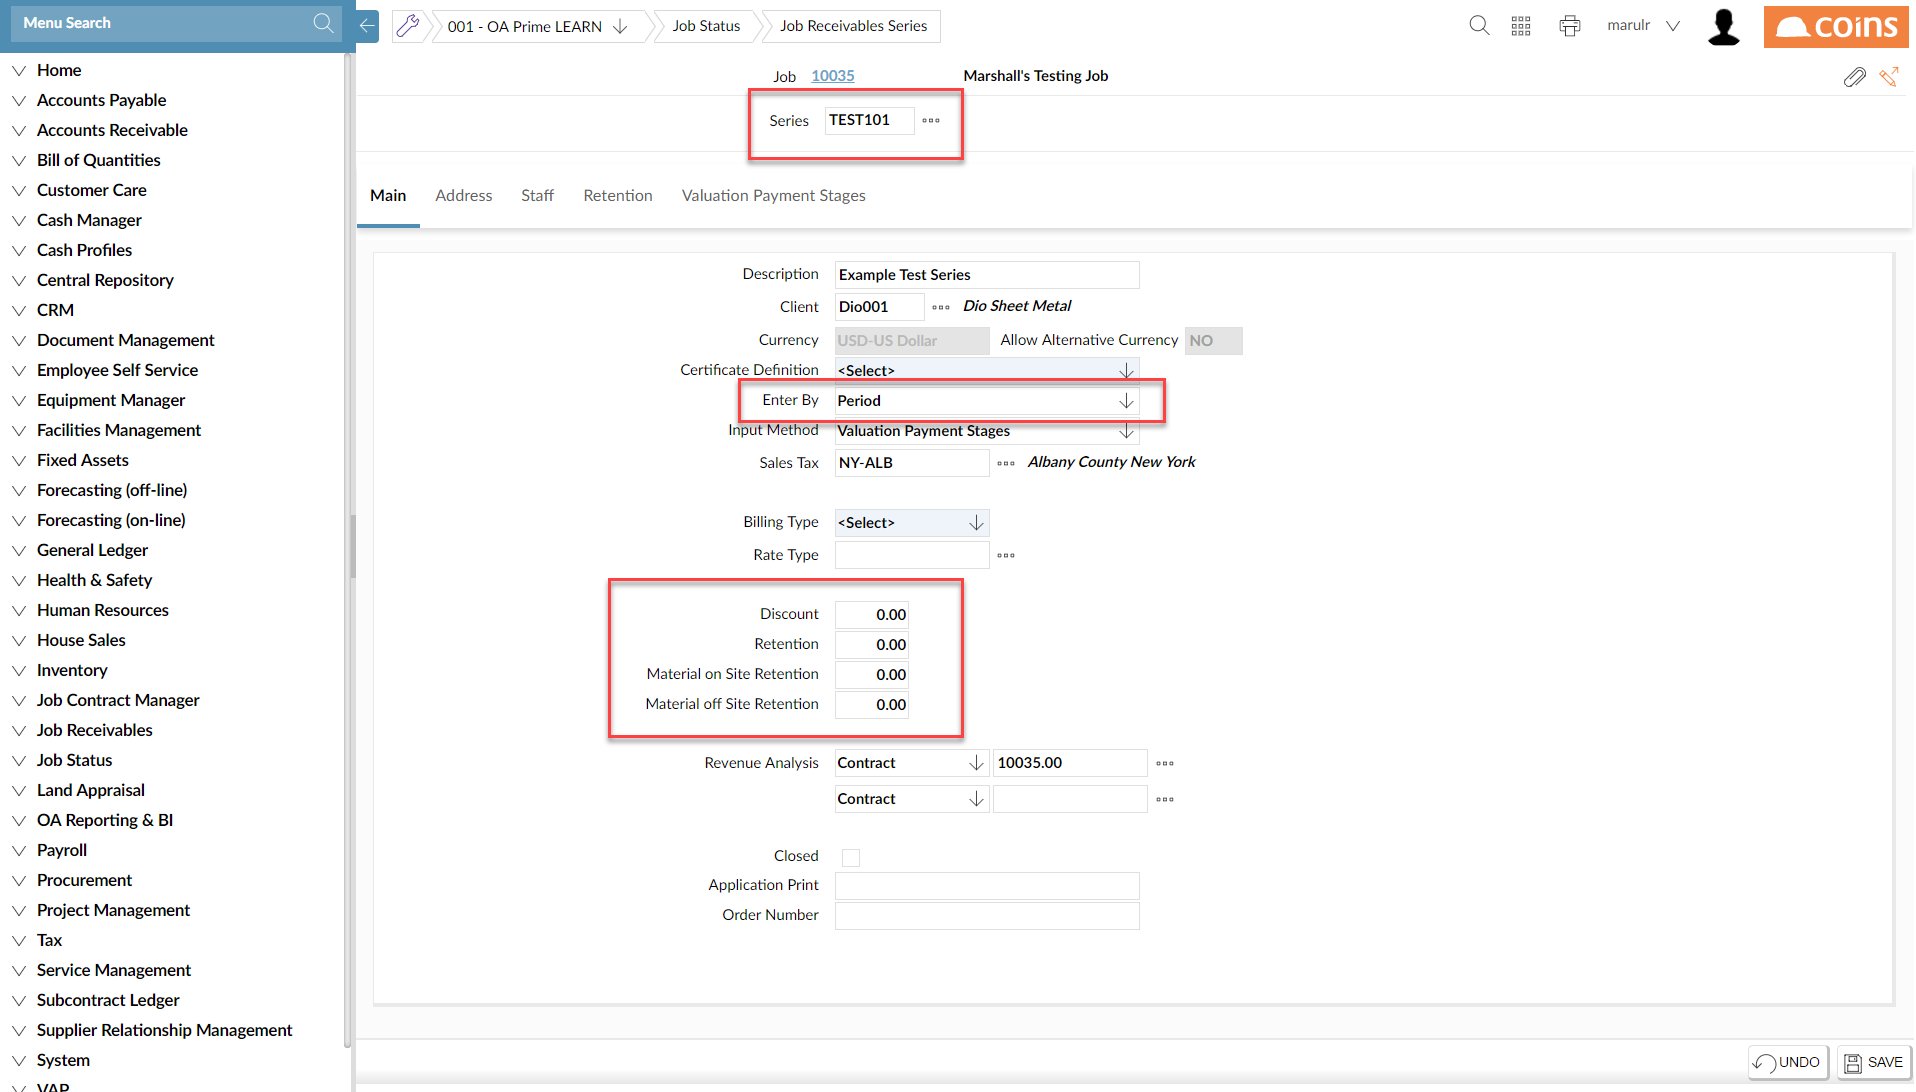 Menu Search
001 - OA Prime LEARN
Job Status
Job Receivables Series
marulr
coins
Job 10035 Marshall's Testing Job
Series TEST101
Main Address Staff Retention Valuation Payment Stages
Description Example Test Series
Client Dio001 Dio Sheet Metal
Currency USD-US Dollar Allow Alternative Currency NO
Certificate Definition <Select>
Enter By Period
Input Method Valuation Payment Stages
Sales Tax NY-ALB Albany County New York
Billing Type <Select>
Rate Type
Discount 0.00
Retention 0.00
Material on Site Retention 0.00
Material off Site Retention 0.00
Revenue Analysis Contract 10035.00
Contract
Closed
Application Print
Order Number
UNDO SAVE
Home
Accounts Payable
Accounts Receivable
Bill of Quantities
Customer Care
Cash Manager
Cash Profiles
Central Repository
CRM
Document Management
Employee Self Service
Equipment Manager
Facilities Management
Fixed Assets
Forecasting (off-line)
Forecasting (on-line)
General Ledger
Health & Safety
Human Resources
House Sales
Inventory
Job Contract Manager
Job Receivables
Job Status
Land Appraisal
OA Reporting & BI
Payroll
Procurement
Project Management
Tax
Service Management
Subcontract Ledger
Supplier Relationship Management
System
VAP